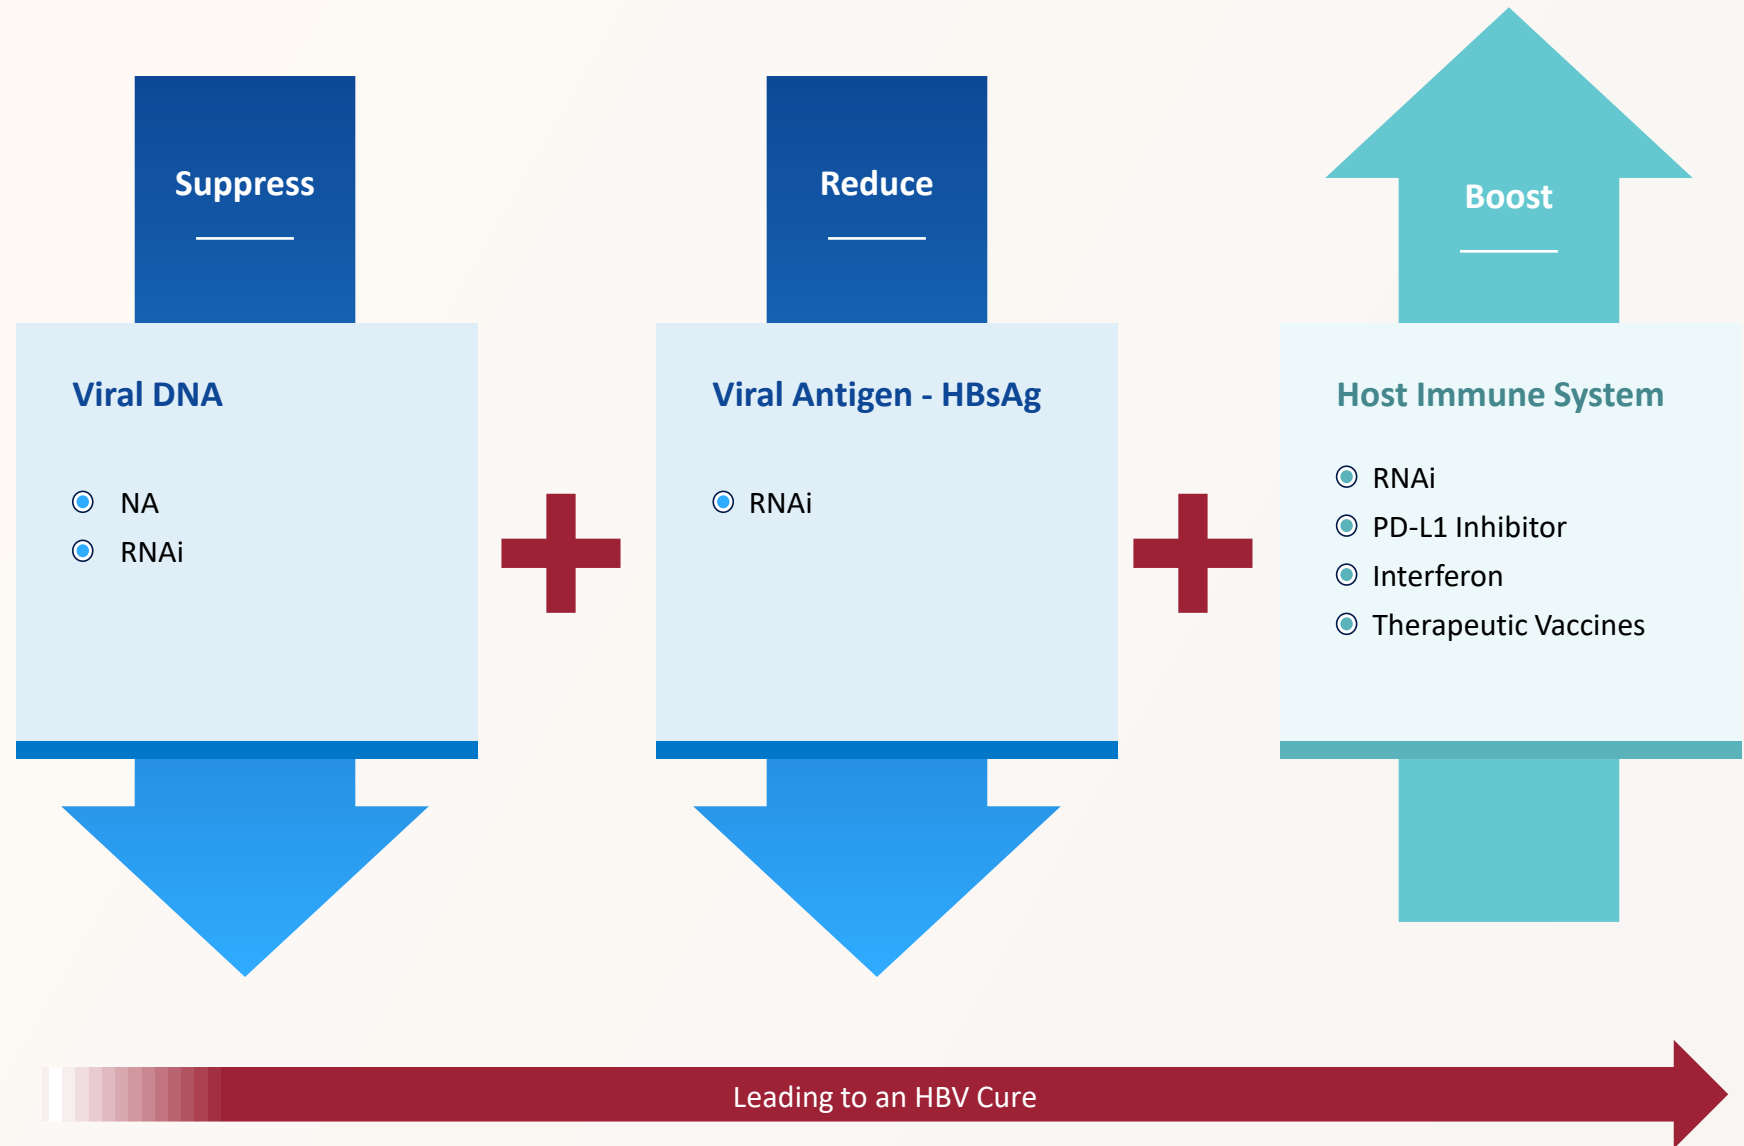 Suppress
Viral DNA
NA
RNAi
Reduce
Viral Antigen - HBsAg
RNAi
Boost
Host Immune System
RNAi
PD-L1 Inhibitor
Interferon
Therapeutic Vaccines
Leading to an HBV Cure